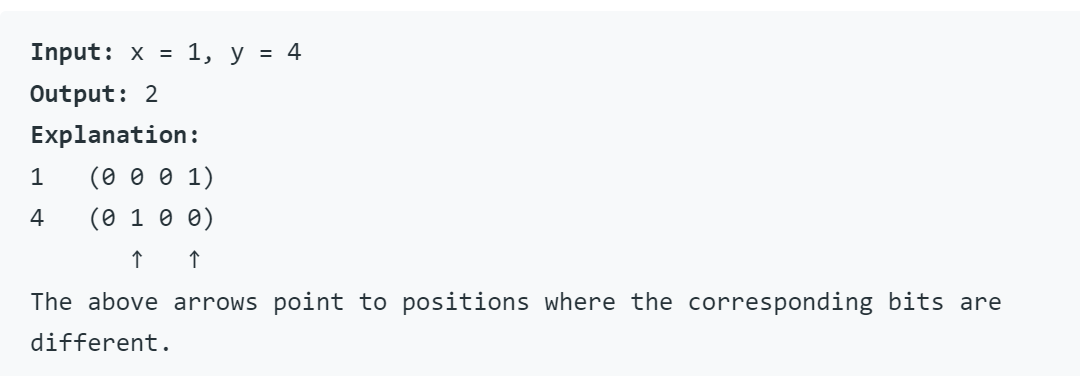 Input: x = 1, y = 4
Output: 2
Explanation:
1   (0 0 0 1)
4   (0 1 0 0)
       ↑   ↑
The above arrows point to positions where the corresponding bits are
different.